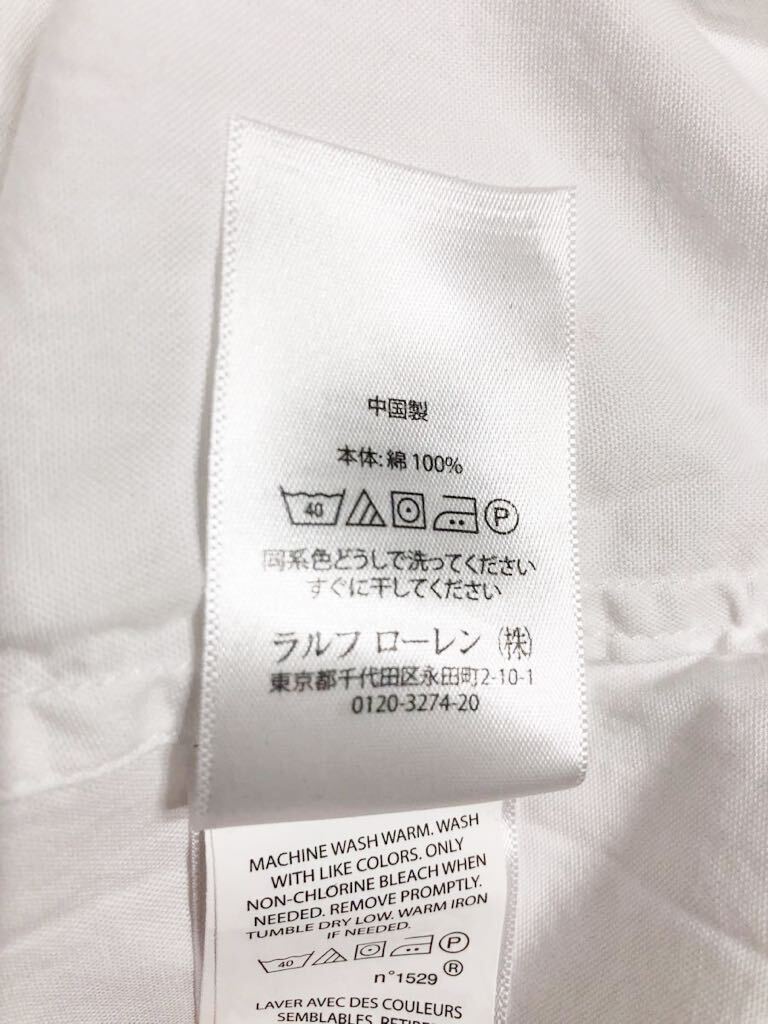 中国製
本体:綿 100%
40 P
同系色どうしで洗ってください
すぐに干してください
ラルフ ローレン (株)
東京都千代田区永田町2-10-1
0120-3274-20
MACHINE WASH WARM. WASH
WITH LIKE COLORS. ONLY
NON-CHLORINE BLEACH WHEN
NEEDED. REMOVE PROMPTLY.
TUMBLE DRY LOW. WARM IRON
IF NEEDED.
40 P
n°1529 ®
LAVER AVEC DES COULEURS
SEMBLABLES.